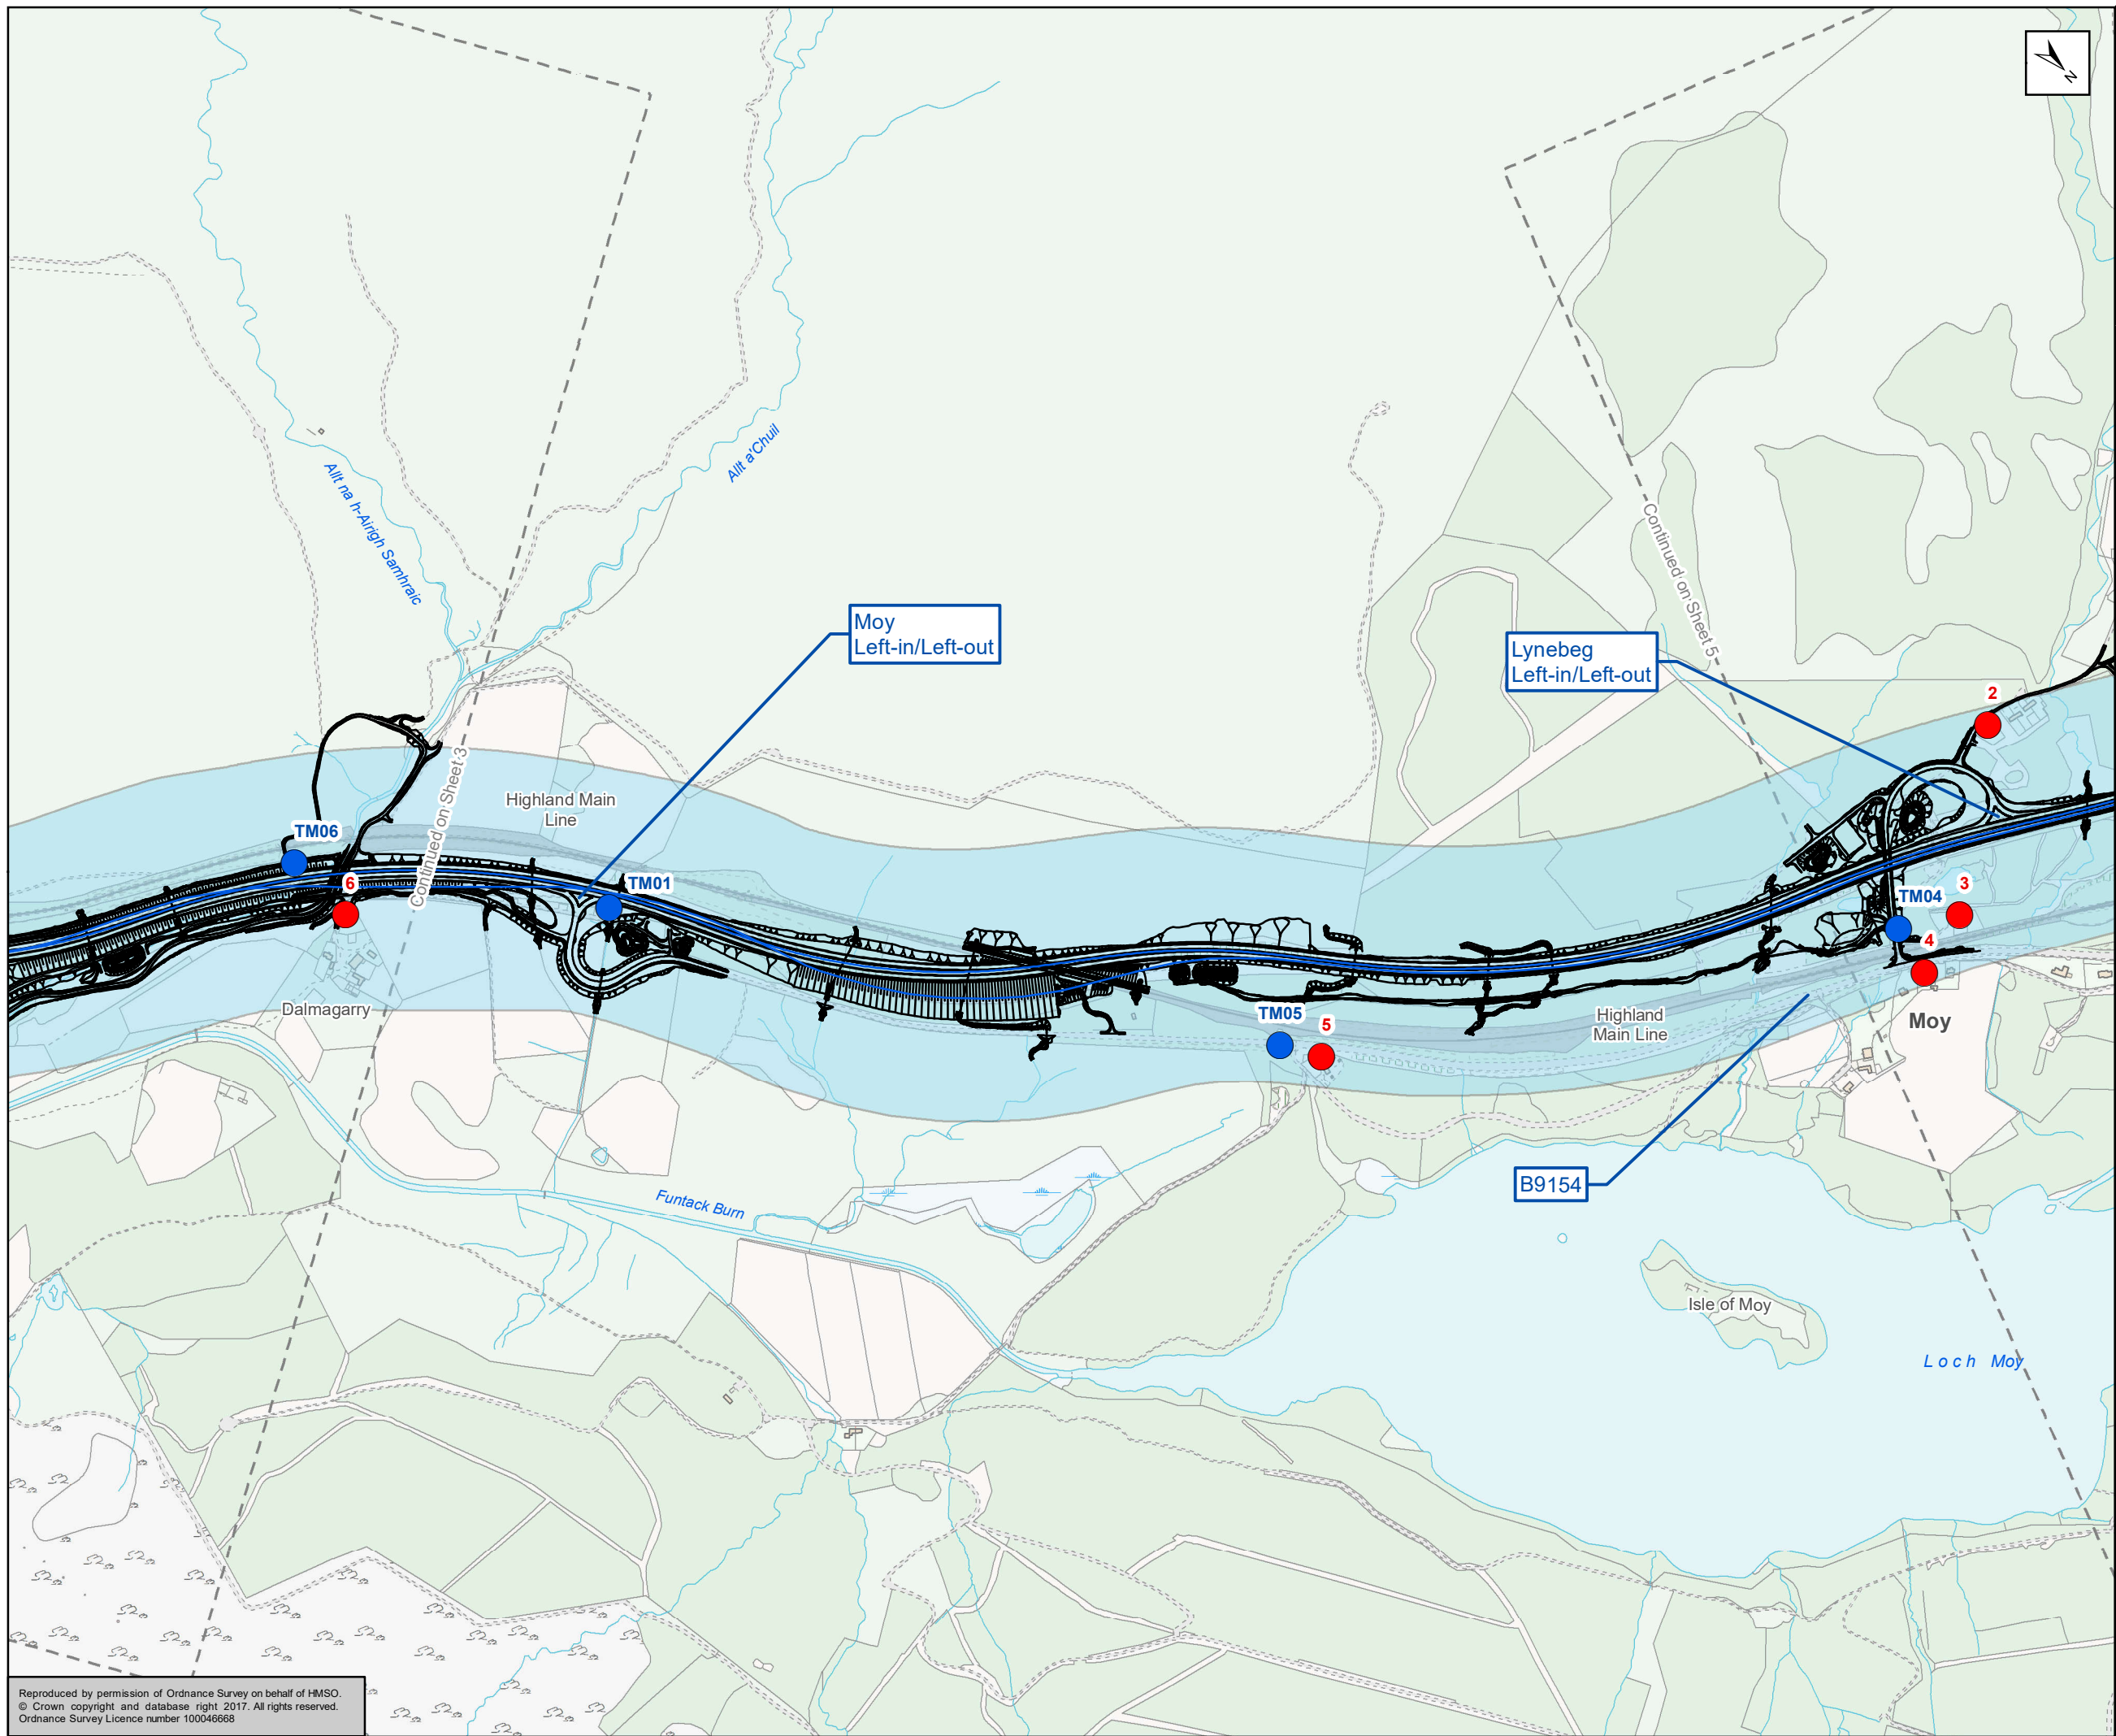 N
Allt na h-Airigh Samhraic
Allt a'Chuil
Continued on Sheet 5
Moy
Left-in/Left-out
Lynebeg
Left-in/Left-out
2
Continued on Sheet 3
Highland Main
Line
TM06
6
TM01
TM04
3
4
Dalmagarry
TM05
5
Highland
Main Line
Moy
B9154
Funtack Burn
Isle of Moy
Loch Moy
Reproduced by permission of Ordnance Survey on behalf of HMSO.
© Crown copyright and database right 2017. All rights reserved.
Ordnance Survey Licence number 100046668